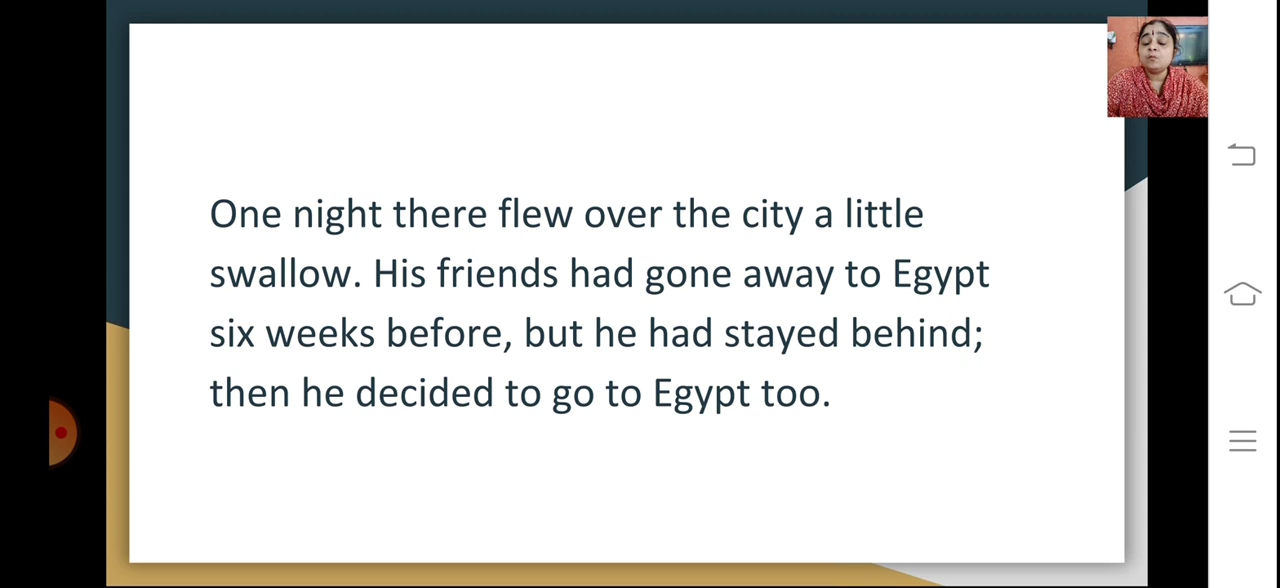 One night there flew over the city a little
swallow. His friends had gone away to Egypt
six weeks before, but he had stayed behind;
then he decided to go to Egypt too.